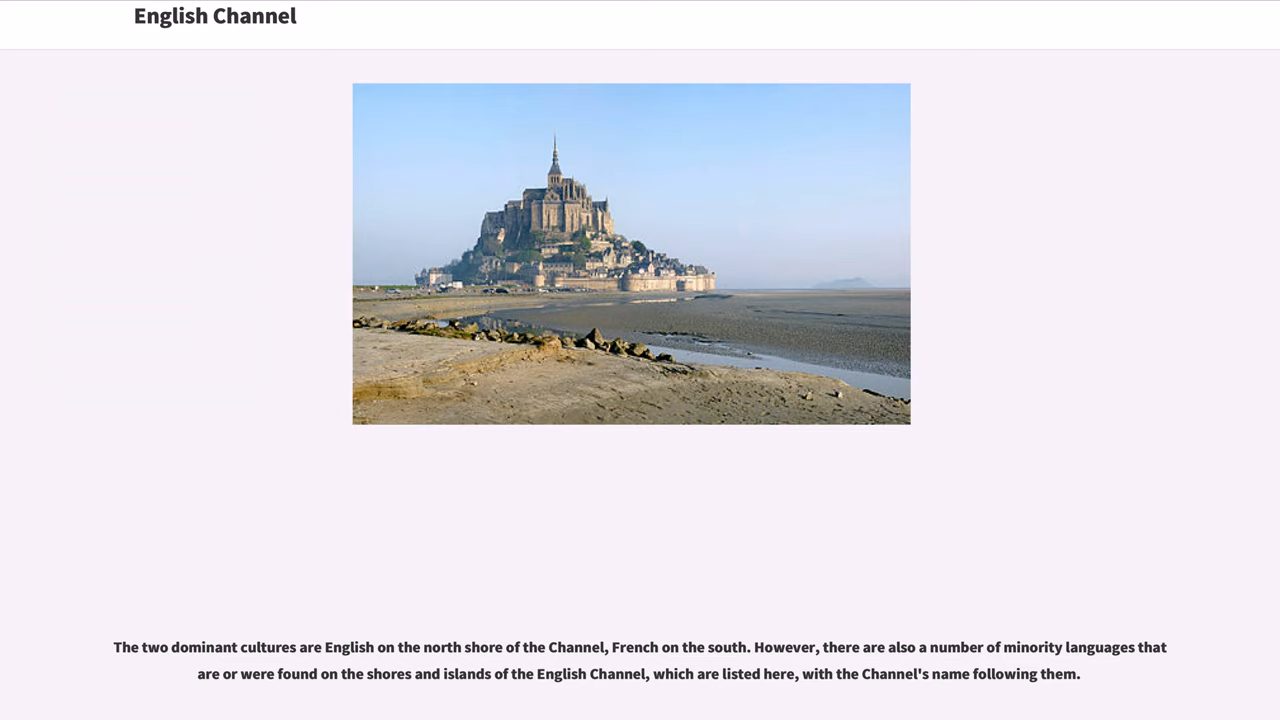 English Channel
The two dominant cultures are English on the north shore of the Channel, French on the south. However, there are also a number of minority languages that
are or were found on the shores and islands of the English Channel, which are listed here, with the Channel's name following them.